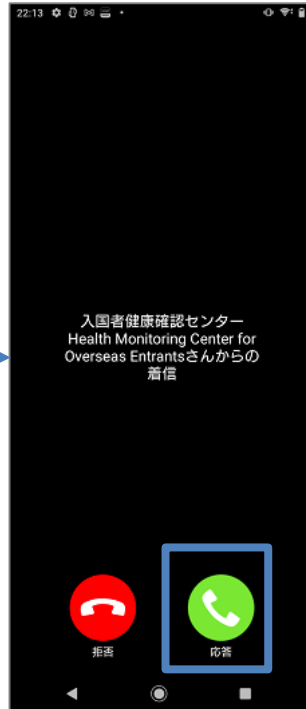 22:13
入国者健康確認センター
Health Monitoring Center for
Overseas Entrantsさんからの
着信
拒否
応答